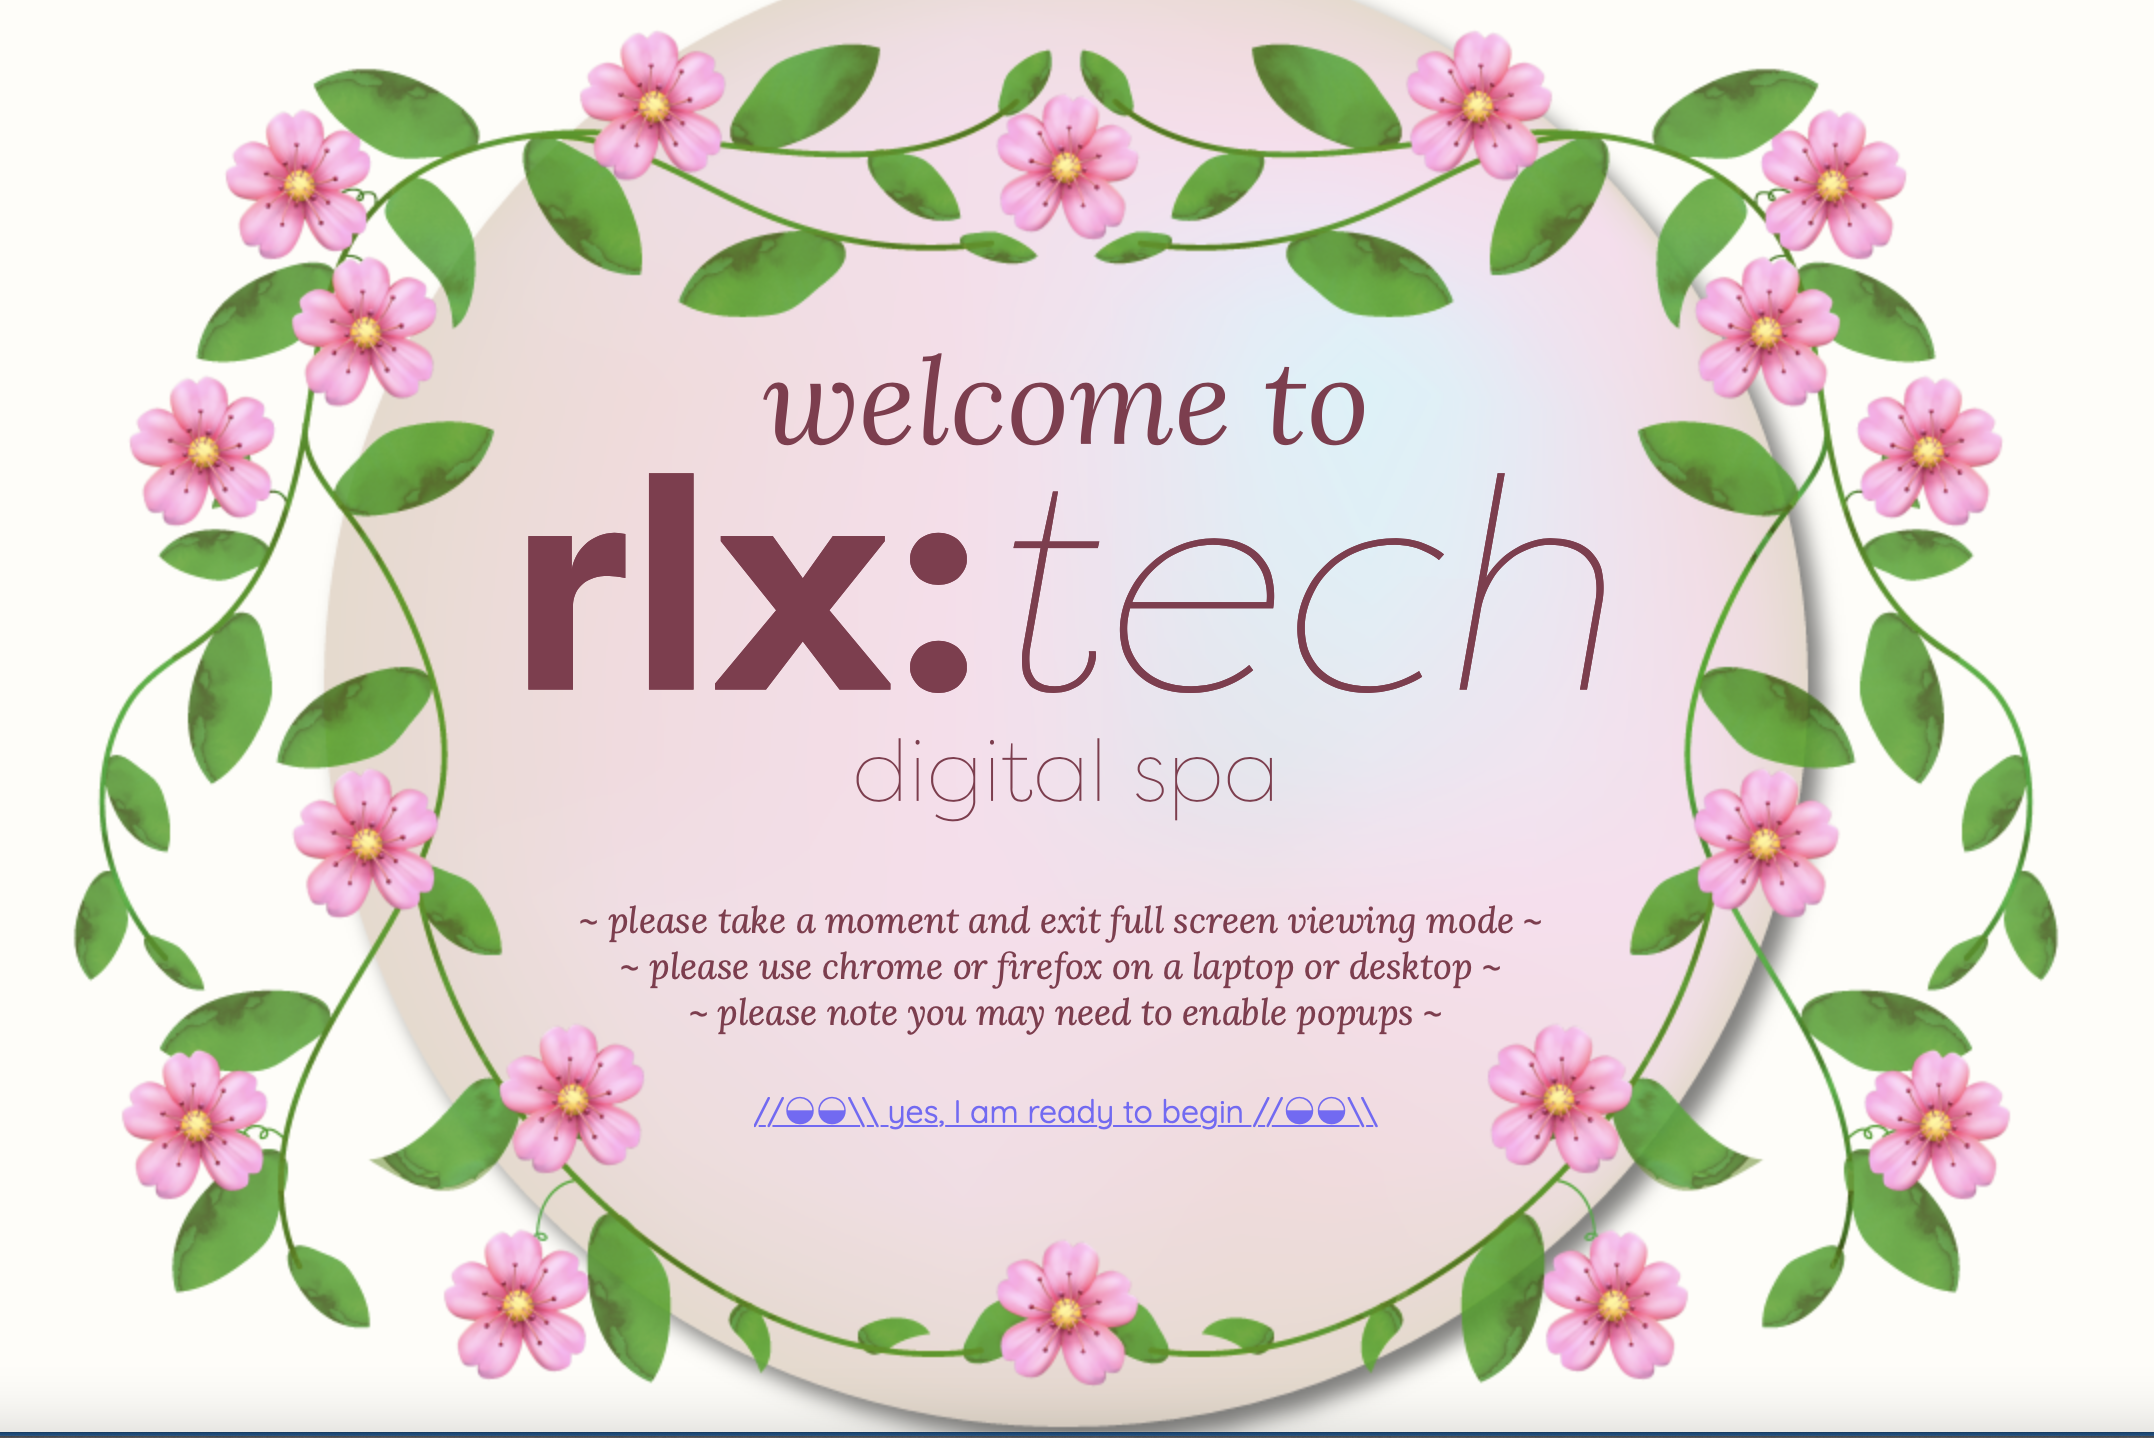 welcome to
rlx:tech
digital spa
~ please take a moment and exit full screen viewing mode ~
~ please use chrome or firefox on a laptop or desktop ~
~ please note you may need to enable popups ~
//◒◒\\ yes, I am ready to begin //◒◒\\